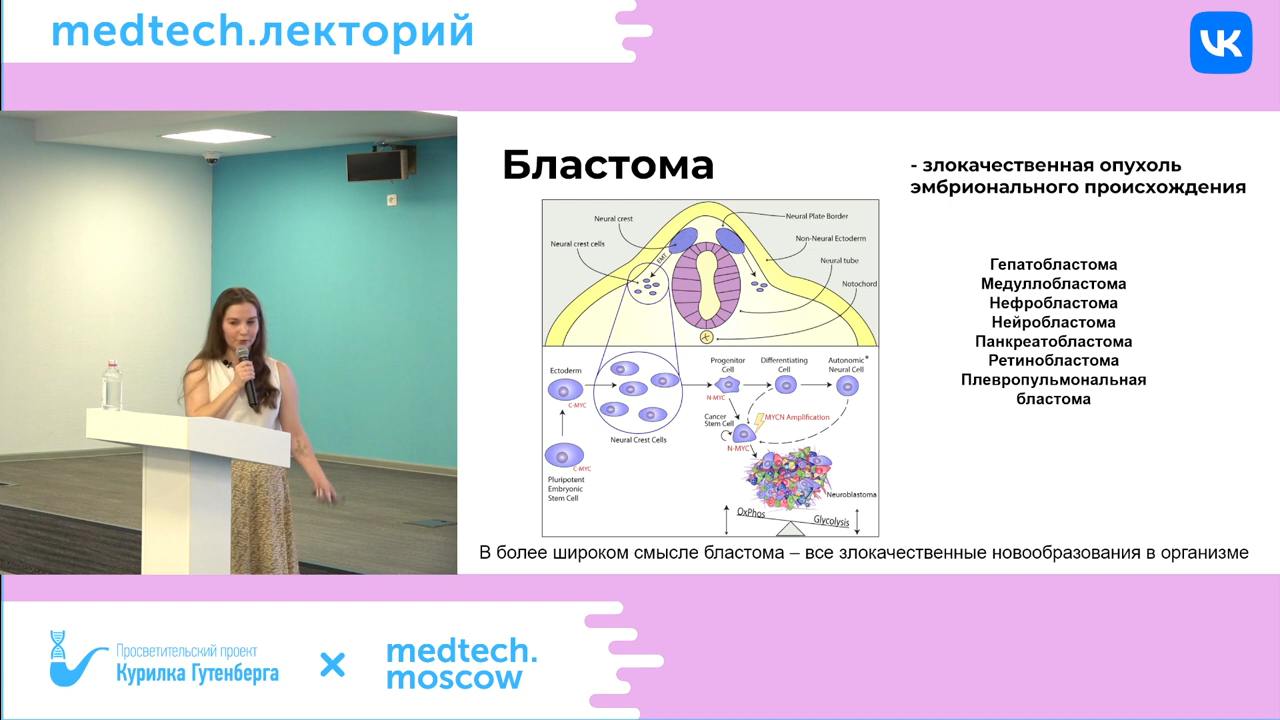 medtech.лекторий
VK
Бластома
- злокачественная опухоль
эмбрионального происхождения
Neural crest
Neural Plate Border
Neural crest cells
Non-Neural Ectoderm
EMT
Neural tube
Notochord
Ectoderm
C-MYC
Neural Crest Cells
C-MYC
Pluripotent
Embryonic
Stem Cell
Progenitor
Cell
N-MYC
Differentiating
Cell
Autonomic*
Neural Cell
Cancer
Stem Cell
MYCN Amplification
N-MYC
Neuroblastoma
OxPhos
Glycolysis
Гепатобластома
Медуллобластома
Нефробластома
Нейробластома
Панкреатобластома
Ретинобластома
Плевропульмональная
бластома
В более широком смысле бластома – все злокачественные новообразования в организме
Просветительский проект
Курилка Гутенберга
×
medtech.
moscow